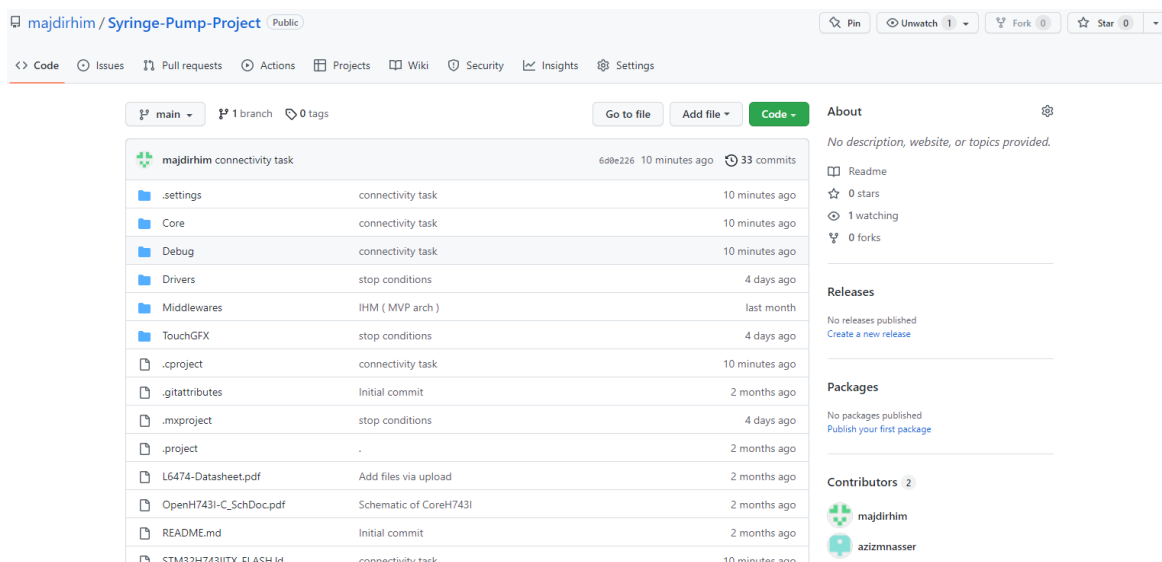 majdirhim / Syringe-Pump-Project Public
Pin Unwatch 1 Fork 0 Star 0
<> Code Issues Pull requests Actions Projects Wiki Security Insights Settings
main 1 branch 0 tags Go to file Add file Code
majdirhim connectivity task 6d0e226 10 minutes ago 33 commits
.settings connectivity task 10 minutes ago
Core connectivity task 10 minutes ago
Debug connectivity task 10 minutes ago
Drivers stop conditions 4 days ago
Middlewares IHM ( MVP arch ) last month
TouchGFX stop conditions 4 days ago
.cproject connectivity task 10 minutes ago
.gitattributes Initial commit 2 months ago
.mxproject stop conditions 4 days ago
.project . 2 months ago
L6474-Datasheet.pdf Add files via upload 2 months ago
OpenH743I-C_SchDoc.pdf Schematic of CoreH743I 2 months ago
README.md Initial commit 2 months ago
STM32H743IITX_FLASH.ld connectivity task 10 minutes ago
About
No description, website, or topics provided.
Readme
0 stars
1 watching
0 forks
Releases
No releases published
Create a new release
Packages
No packages published
Publish your first package
Contributors 2
majdirhim
azizmnasser